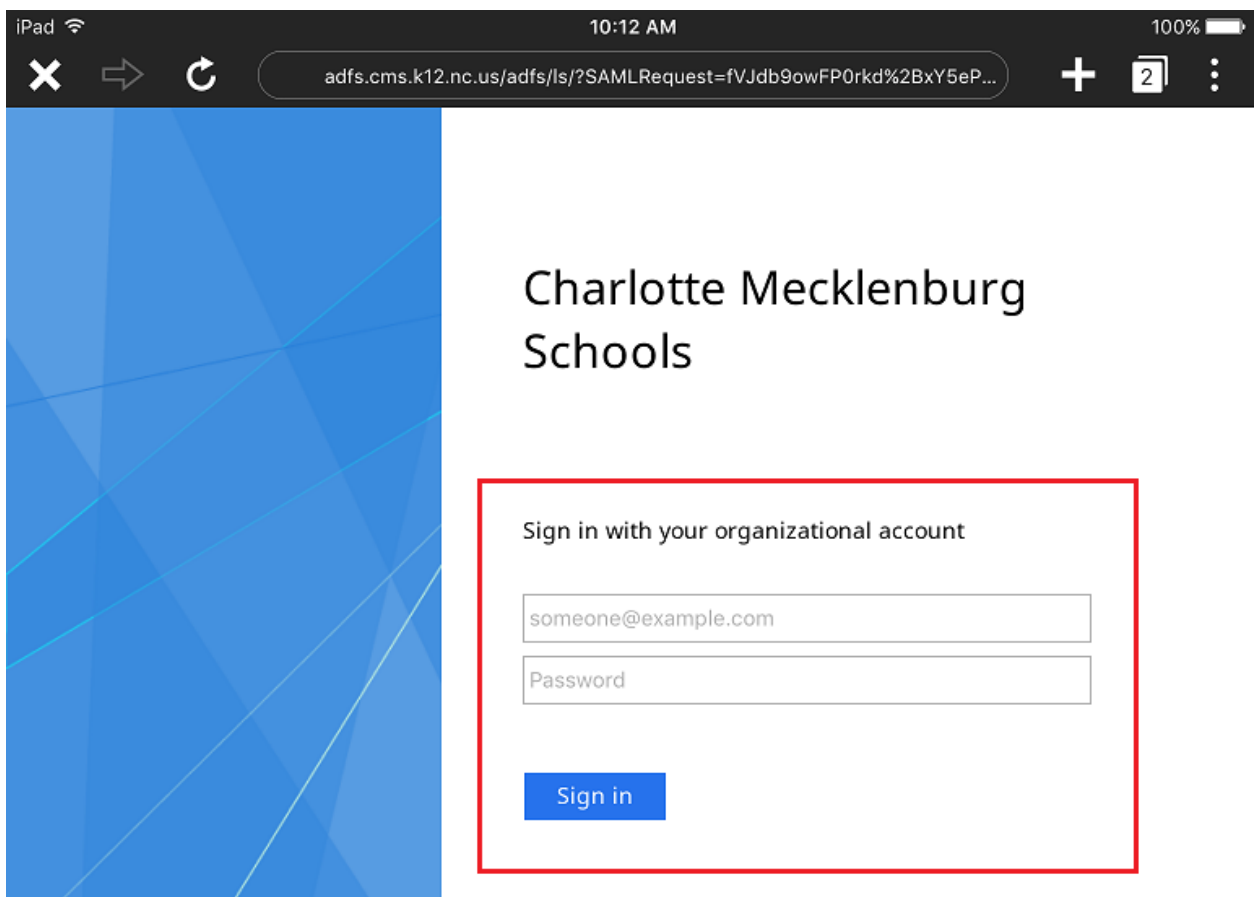 iPad 10:12 AM 100%
adfs.cms.k12.nc.us/adfs/ls/?SAMLRequest=fVJdb9owFP0rkd%2BxY5eP... 2
Charlotte Mecklenburg
Schools
Sign in with your organizational account
someone@example.com
Password
Sign in